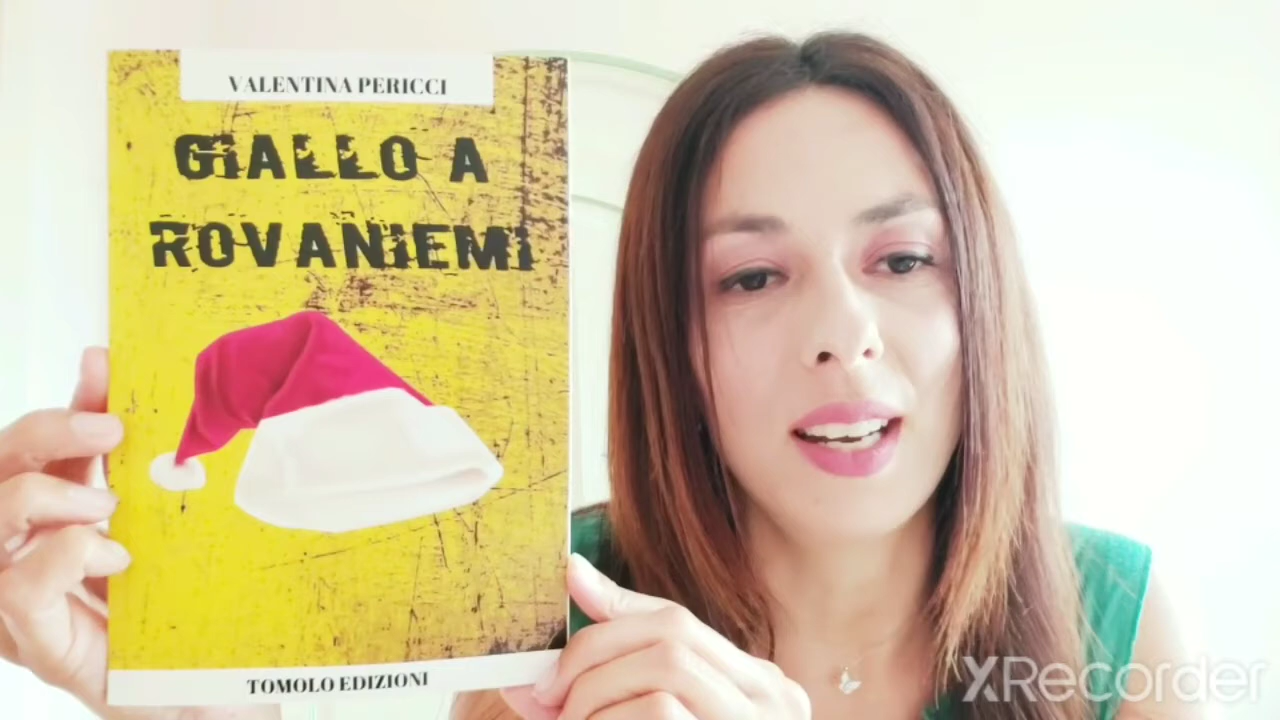 VALENTINA PERICCI
GIALLO A
ROVANIEMI
TOMOLO EDIZIONI
XRecorder